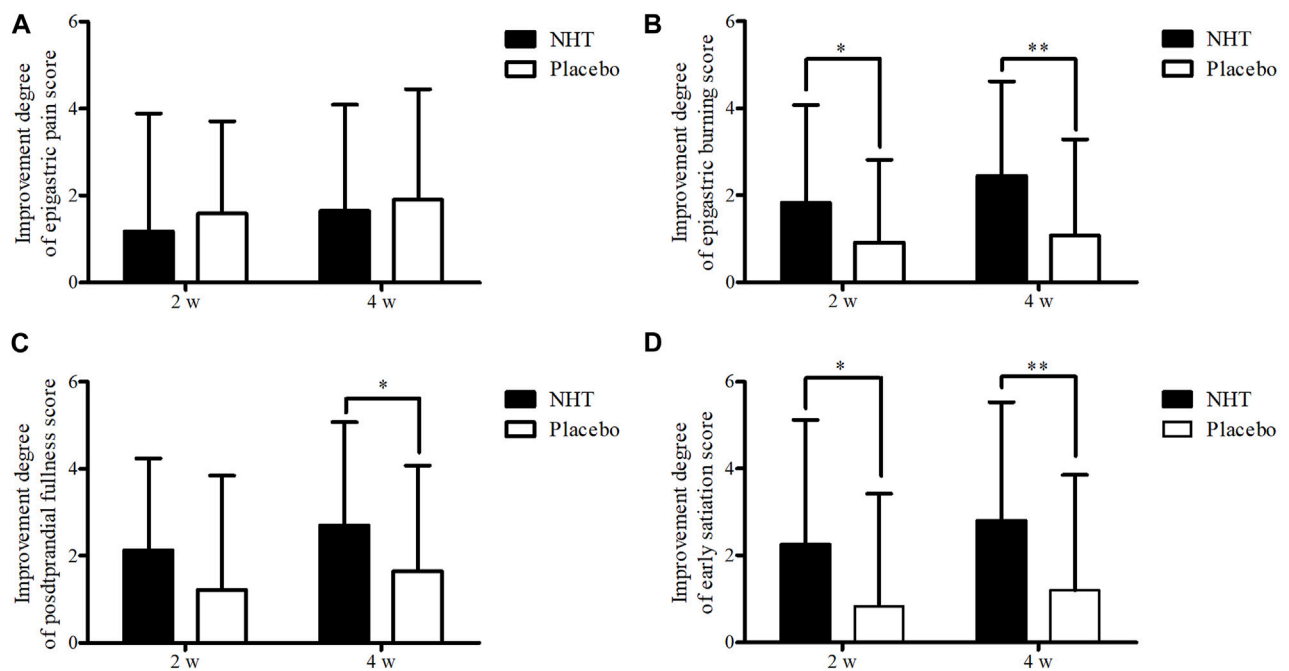 A
Improvement degree
of epigastric pain score
6
4
2
0
2 w
4 w
NHT
Placebo
B
Improvement degree
of epigastric burning score
6
4
2
0
*
**
2 w
4 w
NHT
Placebo
C
Improvement degree
of posdtprandial fullness score
6
4
2
0
*
2 w
4 w
NHT
Placebo
D
Improvement degree
of early satiation score
6
4
2
0
*
**
2 w
4 w
NHT
Placebo